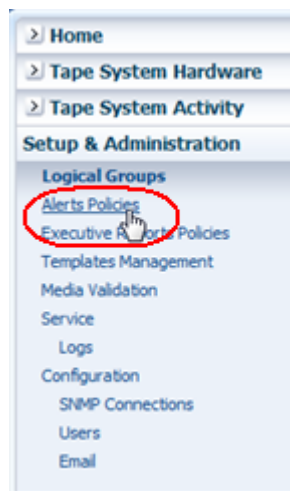 Home
Tape System Hardware
Tape System Activity
Setup & Administration
Logical Groups
Alerts Policies
Executive Reports Policies
Templates Management
Media Validation
Service
Logs
Configuration
SNMP Connections
Users
Email